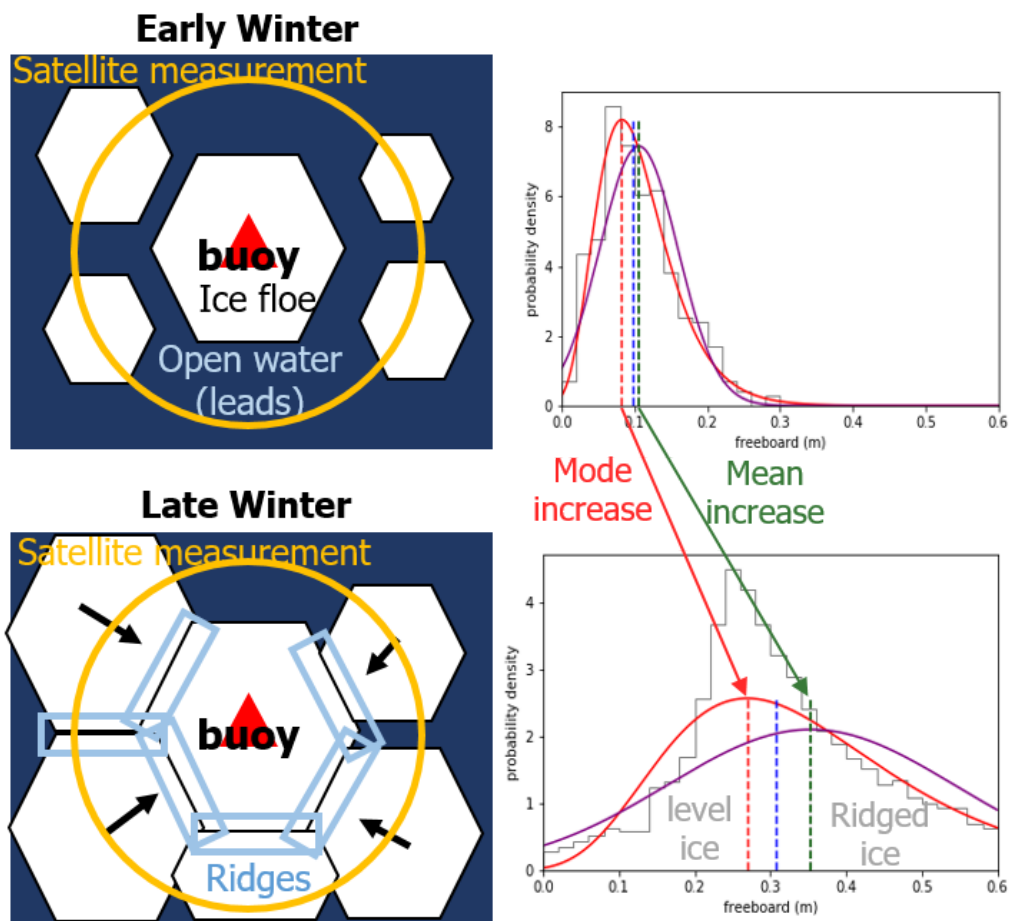 Early Winter
Satellite measurement
buoy
Ice floe
Open water
(leads)
probability density
8
6
4
2
0
0.0 0.1 0.2 0.3 0.4 0.5 0.6
freeboard (m)
Mode
increase
Mean
increase
Late Winter
Satellite measurement
buoy
Ridges
probability density
4
3
2
1
0
level
ice
Ridged
ice
0.0 0.1 0.2 0.3 0.4 0.5 0.6
freeboard (m)